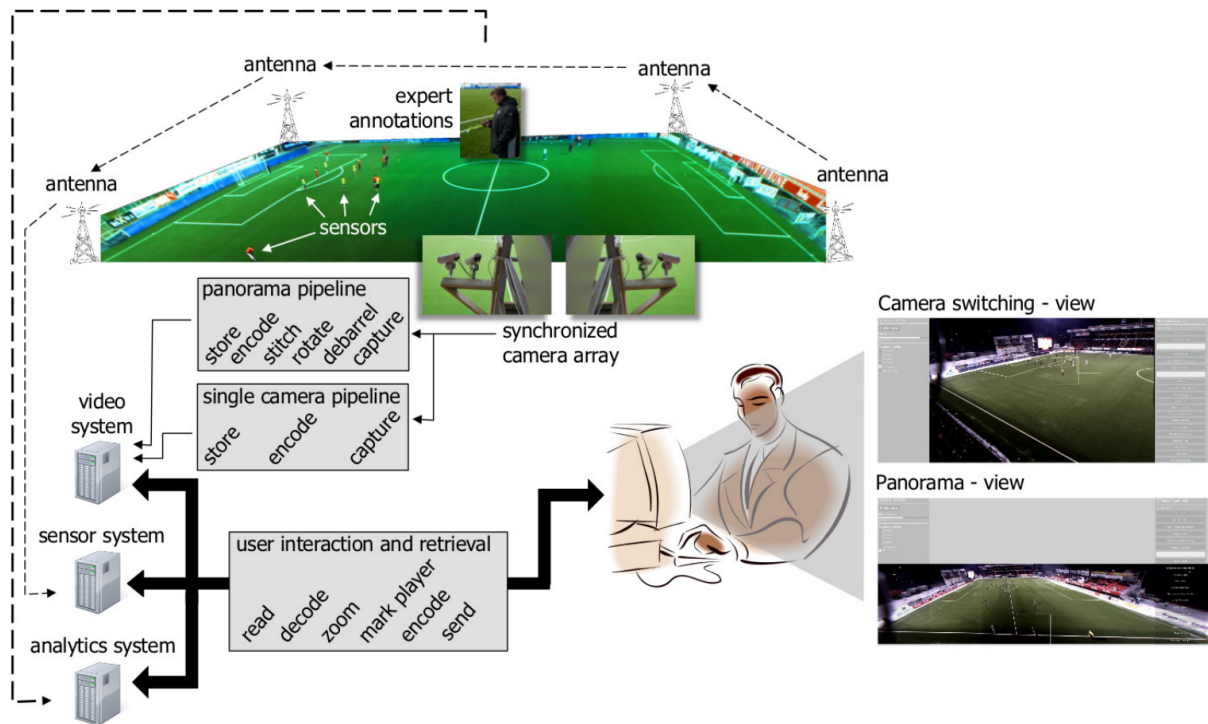 antenna
antenna
expert
annotations
antenna
antenna
sensors
panorama pipeline
store
encode
stitch
rotate
debarrel
capture
synchronized
camera array
single camera pipeline
store
encode
capture
video
system
sensor system
analytics system
user interaction and retrieval
read
decode
zoom
mark player
encode
send
Camera switching - view
Panorama - view